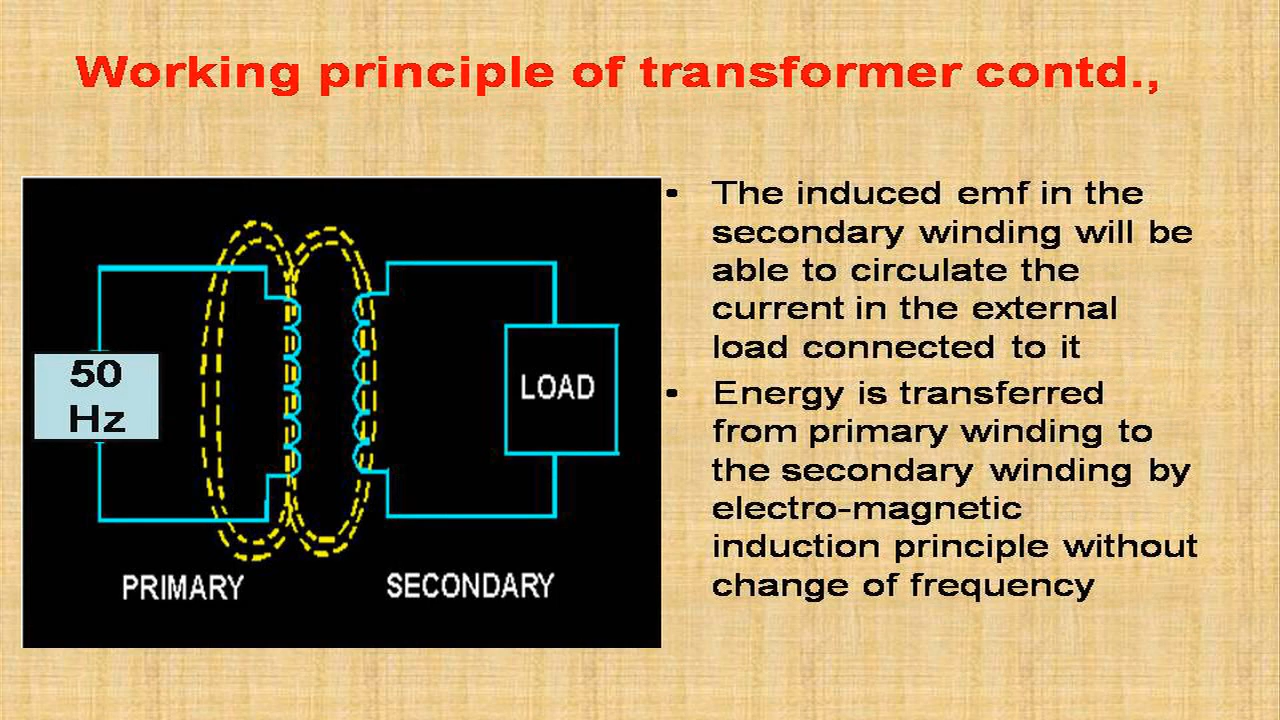 Working principle of transformer contd.,
50
Hz
LOAD
PRIMARY
SECONDARY
• The induced emf in the
secondary winding will be
able to circulate the
current in the external
load connected to it
• Energy is transferred
from primary winding to
the secondary winding by
electro-magnetic
induction principle without
change of frequency